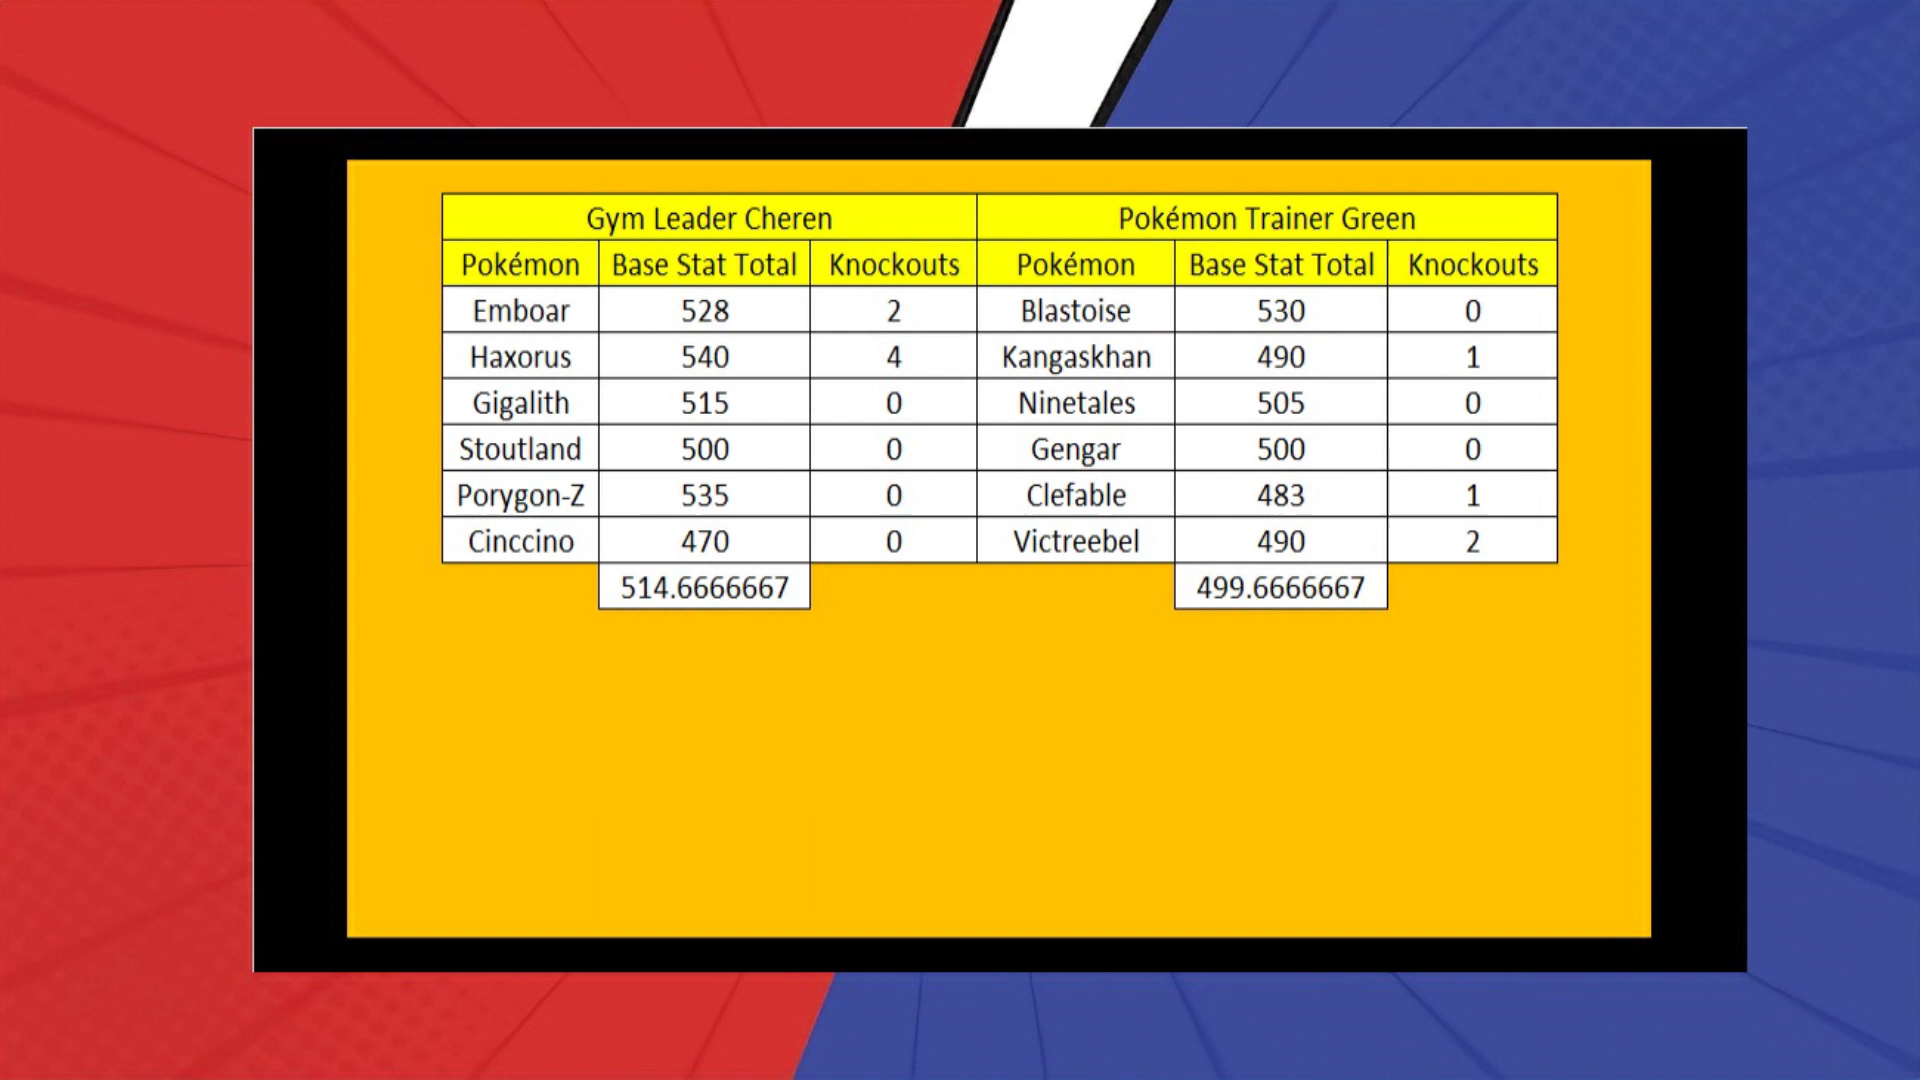 Gym Leader Cheren Pokémon Trainer Green
Pokémon Base Stat Total Knockouts Pokémon Base Stat Total Knockouts
Emboar 528 2 Blastoise 530 0
Haxorus 540 4 Kangaskhan 490 1
Gigalith 515 0 Ninetales 505 0
Stoutland 500 0 Gengar 500 0
Porygon-Z 535 0 Clefable 483 1
Cinccino 470 0 Victreebel 490 2
514.6666667 499.6666667